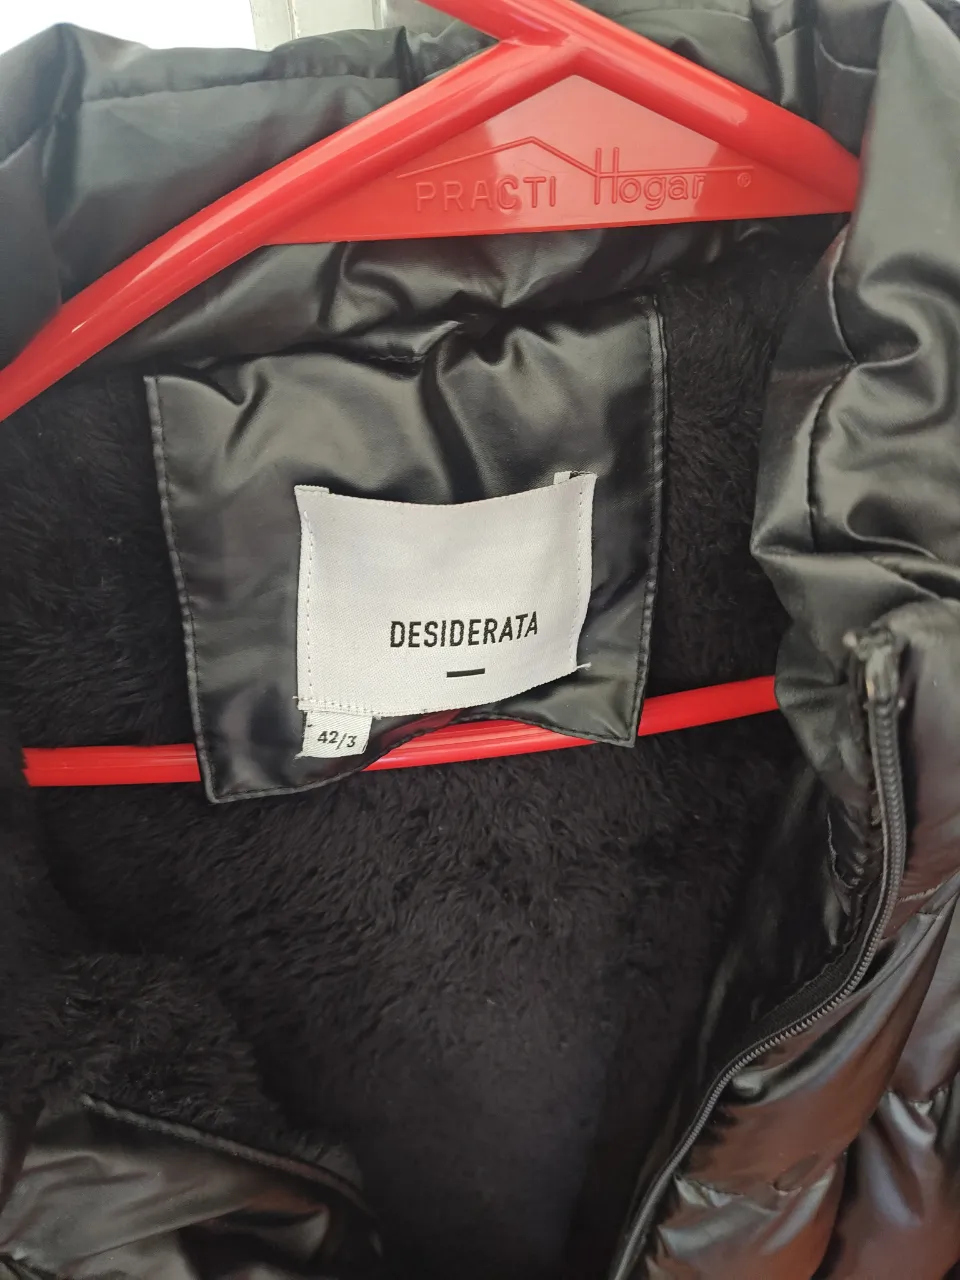 PRACTI Hogar ®
DESIDERATA
42/3